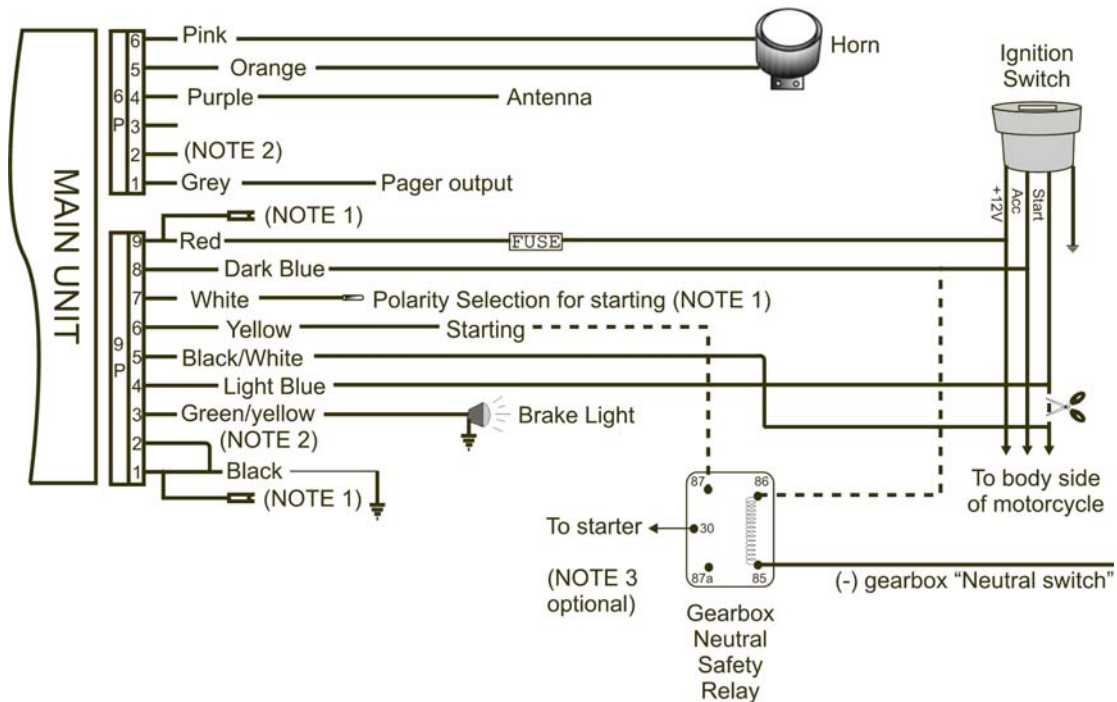 MAIN UNIT
6 P
6
5
4
3
2
1
Pink
Orange
Purple
Antenna
(NOTE 2)
Grey
Pager output
Horn
Ignition
Switch
+12V
Acc
Start
9 P
9
8
7
6
5
4
3
2
1
(NOTE 1)
Red
FUSE
Dark Blue
White
Polarity Selection for starting (NOTE 1)
Yellow
Starting
Black/White
Light Blue
Green/yellow
Brake Light
(NOTE 2)
Black
(NOTE 1)
To body side
of motorcycle
87
86
30
87a
85
To starter
(NOTE 3
optional)
(-) gearbox “Neutral switch”
Gearbox
Neutral
Safety
Relay